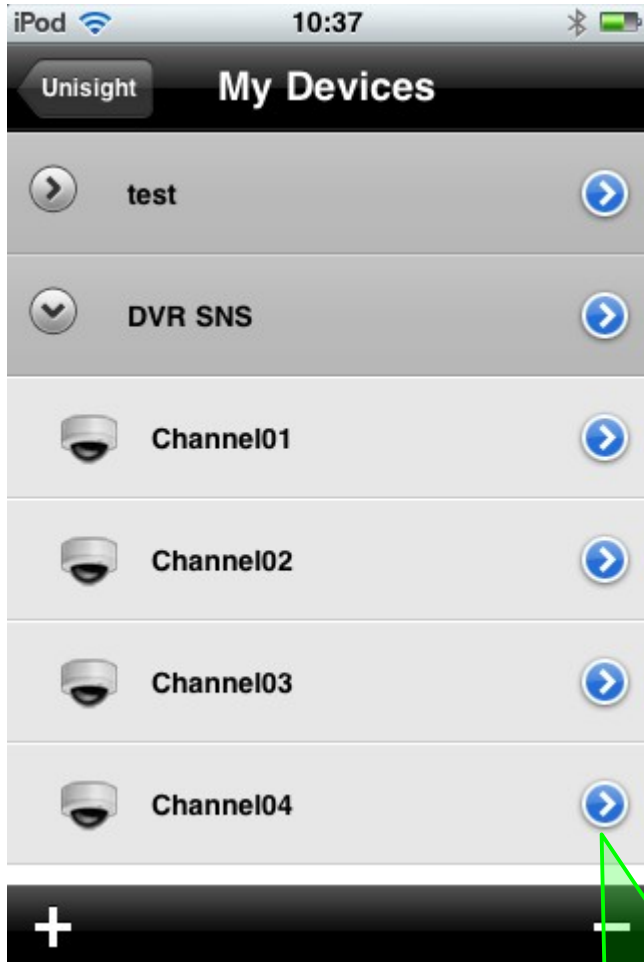 iPod 10:37
Unisight My Devices
test
DVR SNS
Channel01
Channel02
Channel03
Channel04
+ −